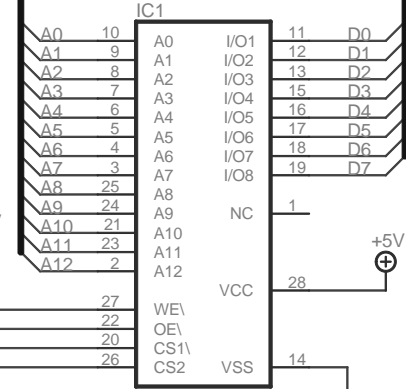 IC1
A0 10 A0 I/O1 11 D0
A1 9 A1 I/O2 12 D1
A2 8 A2 I/O3 13 D2
A3 7 A3 I/O4 15 D3
A4 6 A4 I/O5 16 D4
A5 5 A5 I/O6 17 D5
A6 4 A6 I/O7 18 D6
A7 3 A7 I/O8 19 D7
A8 25 A8
A9 24 A9 NC 1
A10 21 A10
A11 23 A11
A12 2 A12
+5V
VCC 28
27 WE\
22 OE\
20 CS1\
26 CS2 VSS 14